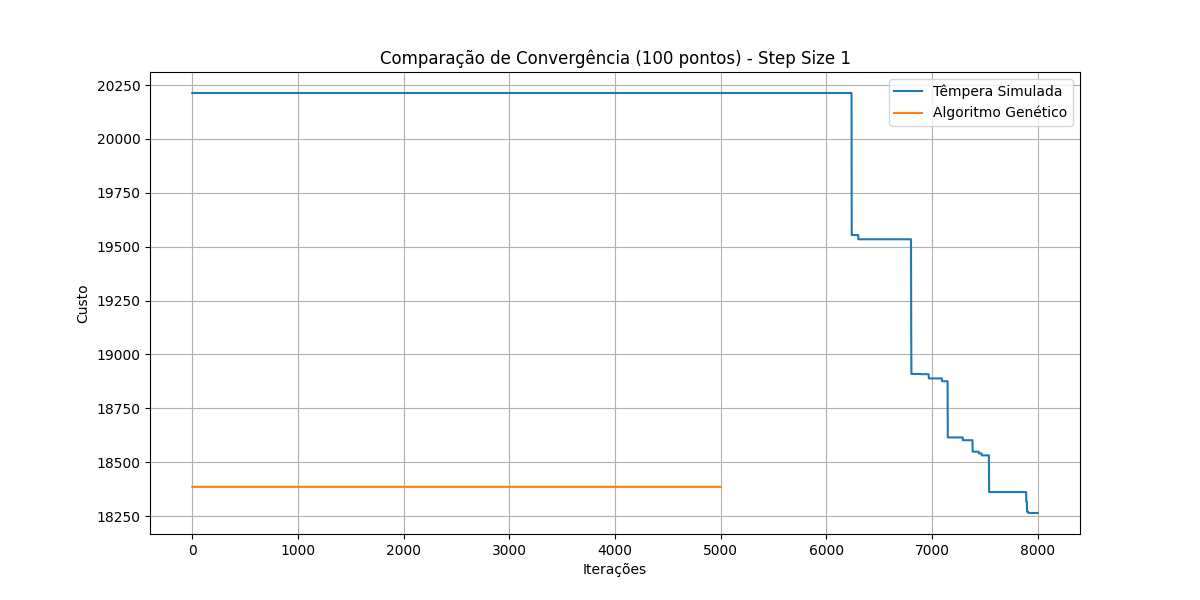 Comparação de Convergência (100 pontos) - Step Size 1
Têmpera Simulada
Algoritmo Genético
Custo
20250
20000
19750
19500
19250
19000
18750
18500
18250
0 1000 2000 3000 4000 5000 6000 7000 8000
Iterações